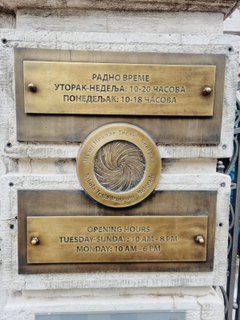 РАДНО ВРЕМЕ
УТОРАК-НЕДЕЉА: 10-20 ЧАСОВА
ПОНЕДЕЉАК: 10-18 ЧАСОВА
OPENING HOURS
TUESDAY-SUNDAY: 10 AM - 8 PM
MONDAY: 10 AM - 6 PM